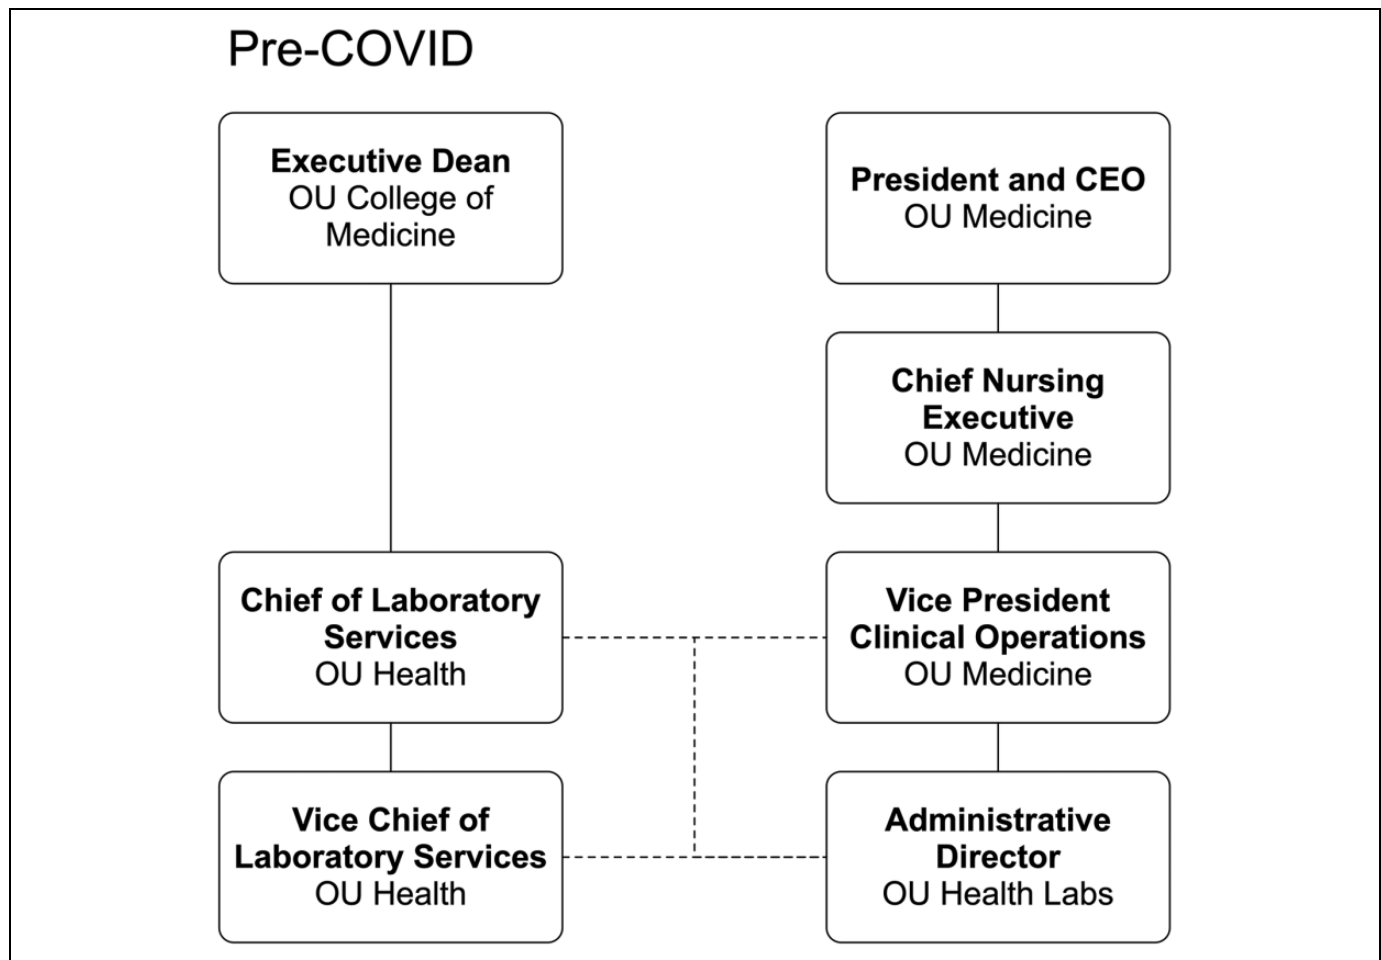 Pre-COVID
Executive Dean
OU College of
Medicine
President and CEO
OU Medicine
Chief Nursing
Executive
OU Medicine
Chief of Laboratory
Services
OU Health
Vice President
Clinical Operations
OU Medicine
Vice Chief of
Laboratory Services
OU Health
Administrative
Director
OU Health Labs